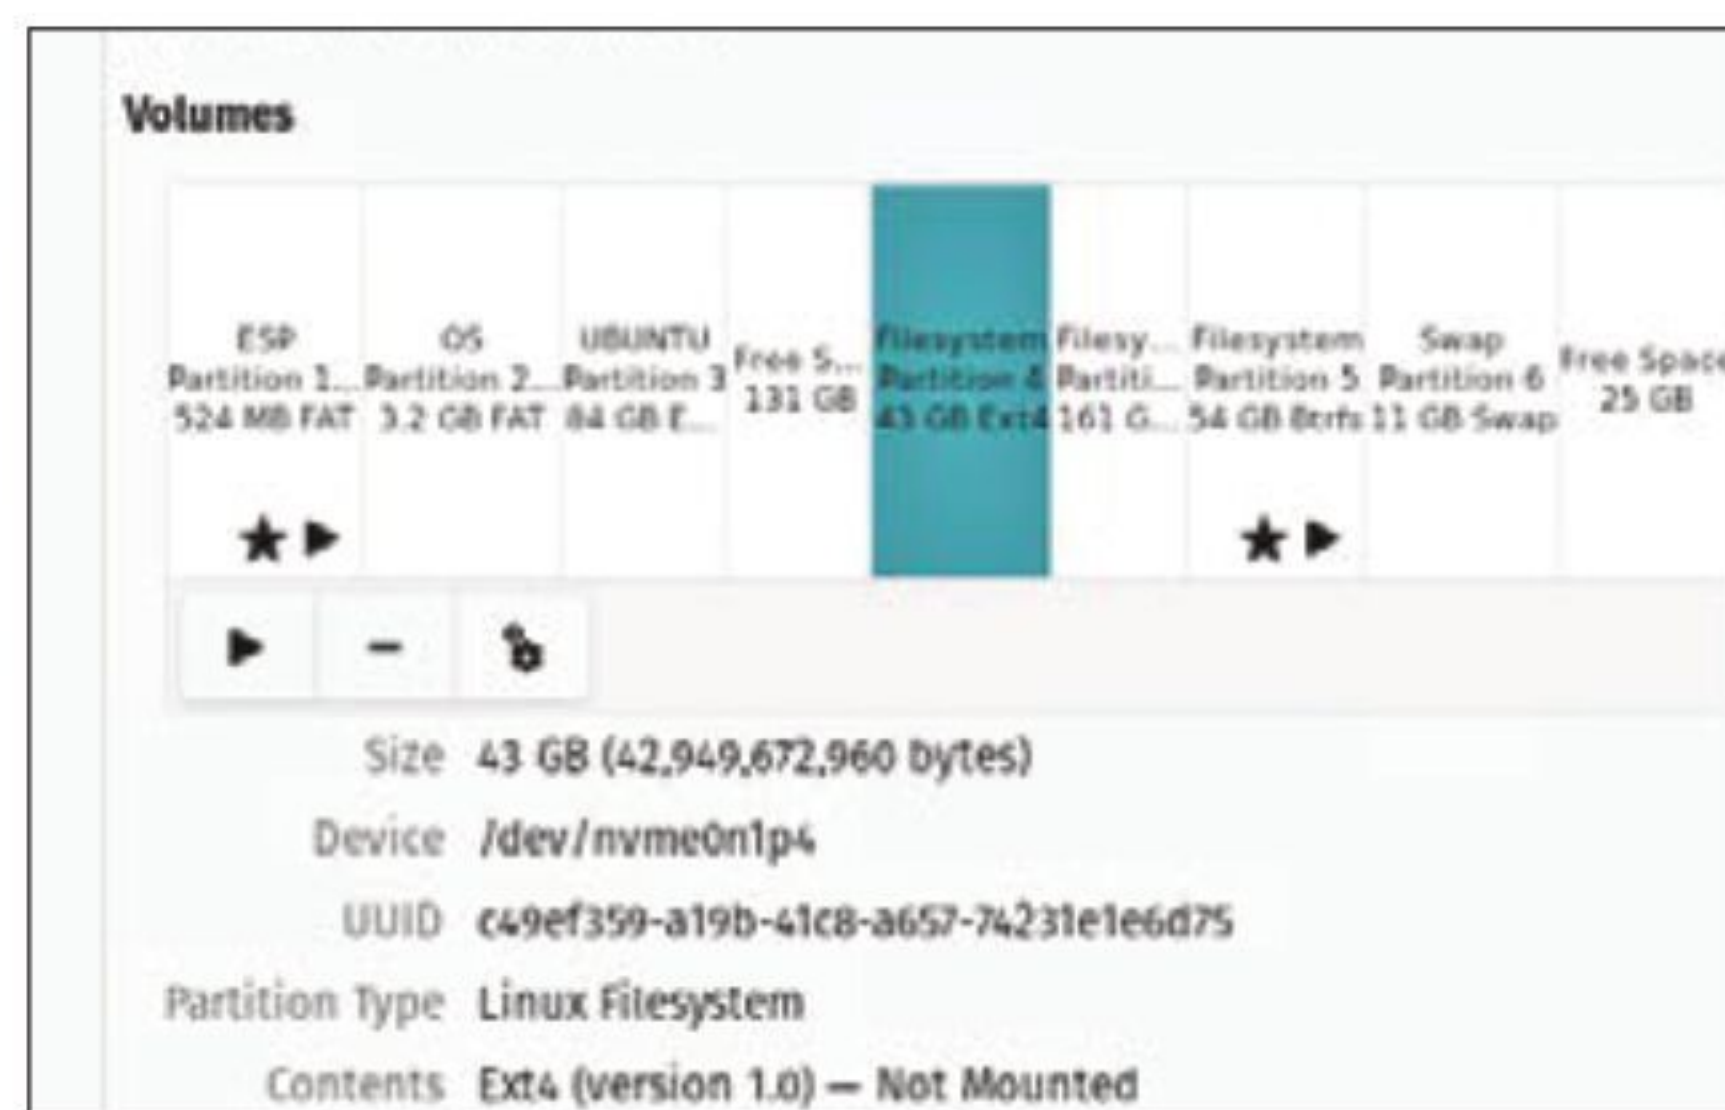 Volumes
ESP
Partition 1...
524 MB FAT
OS
Partition 2...
3.2 GB FAT
UBUNTU
Partition 3
84 GB E...
Free S...
131 GB
Filesystem
Partition 4
43 GB Ext4
Filesy...
Partiti...
161 G...
Filesystem
Partition 5
54 GB Btrfs
Swap
Partition 6
11 GB Swap
Free Space
25 GB
Size 43 GB (42,949,672,960 bytes)
Device /dev/nvme0n1p4
UUID c49ef359-a19b-41c8-a657-74231e1e6d75
Partition Type Linux Filesystem
Contents Ext4 (version 1.0) — Not Mounted